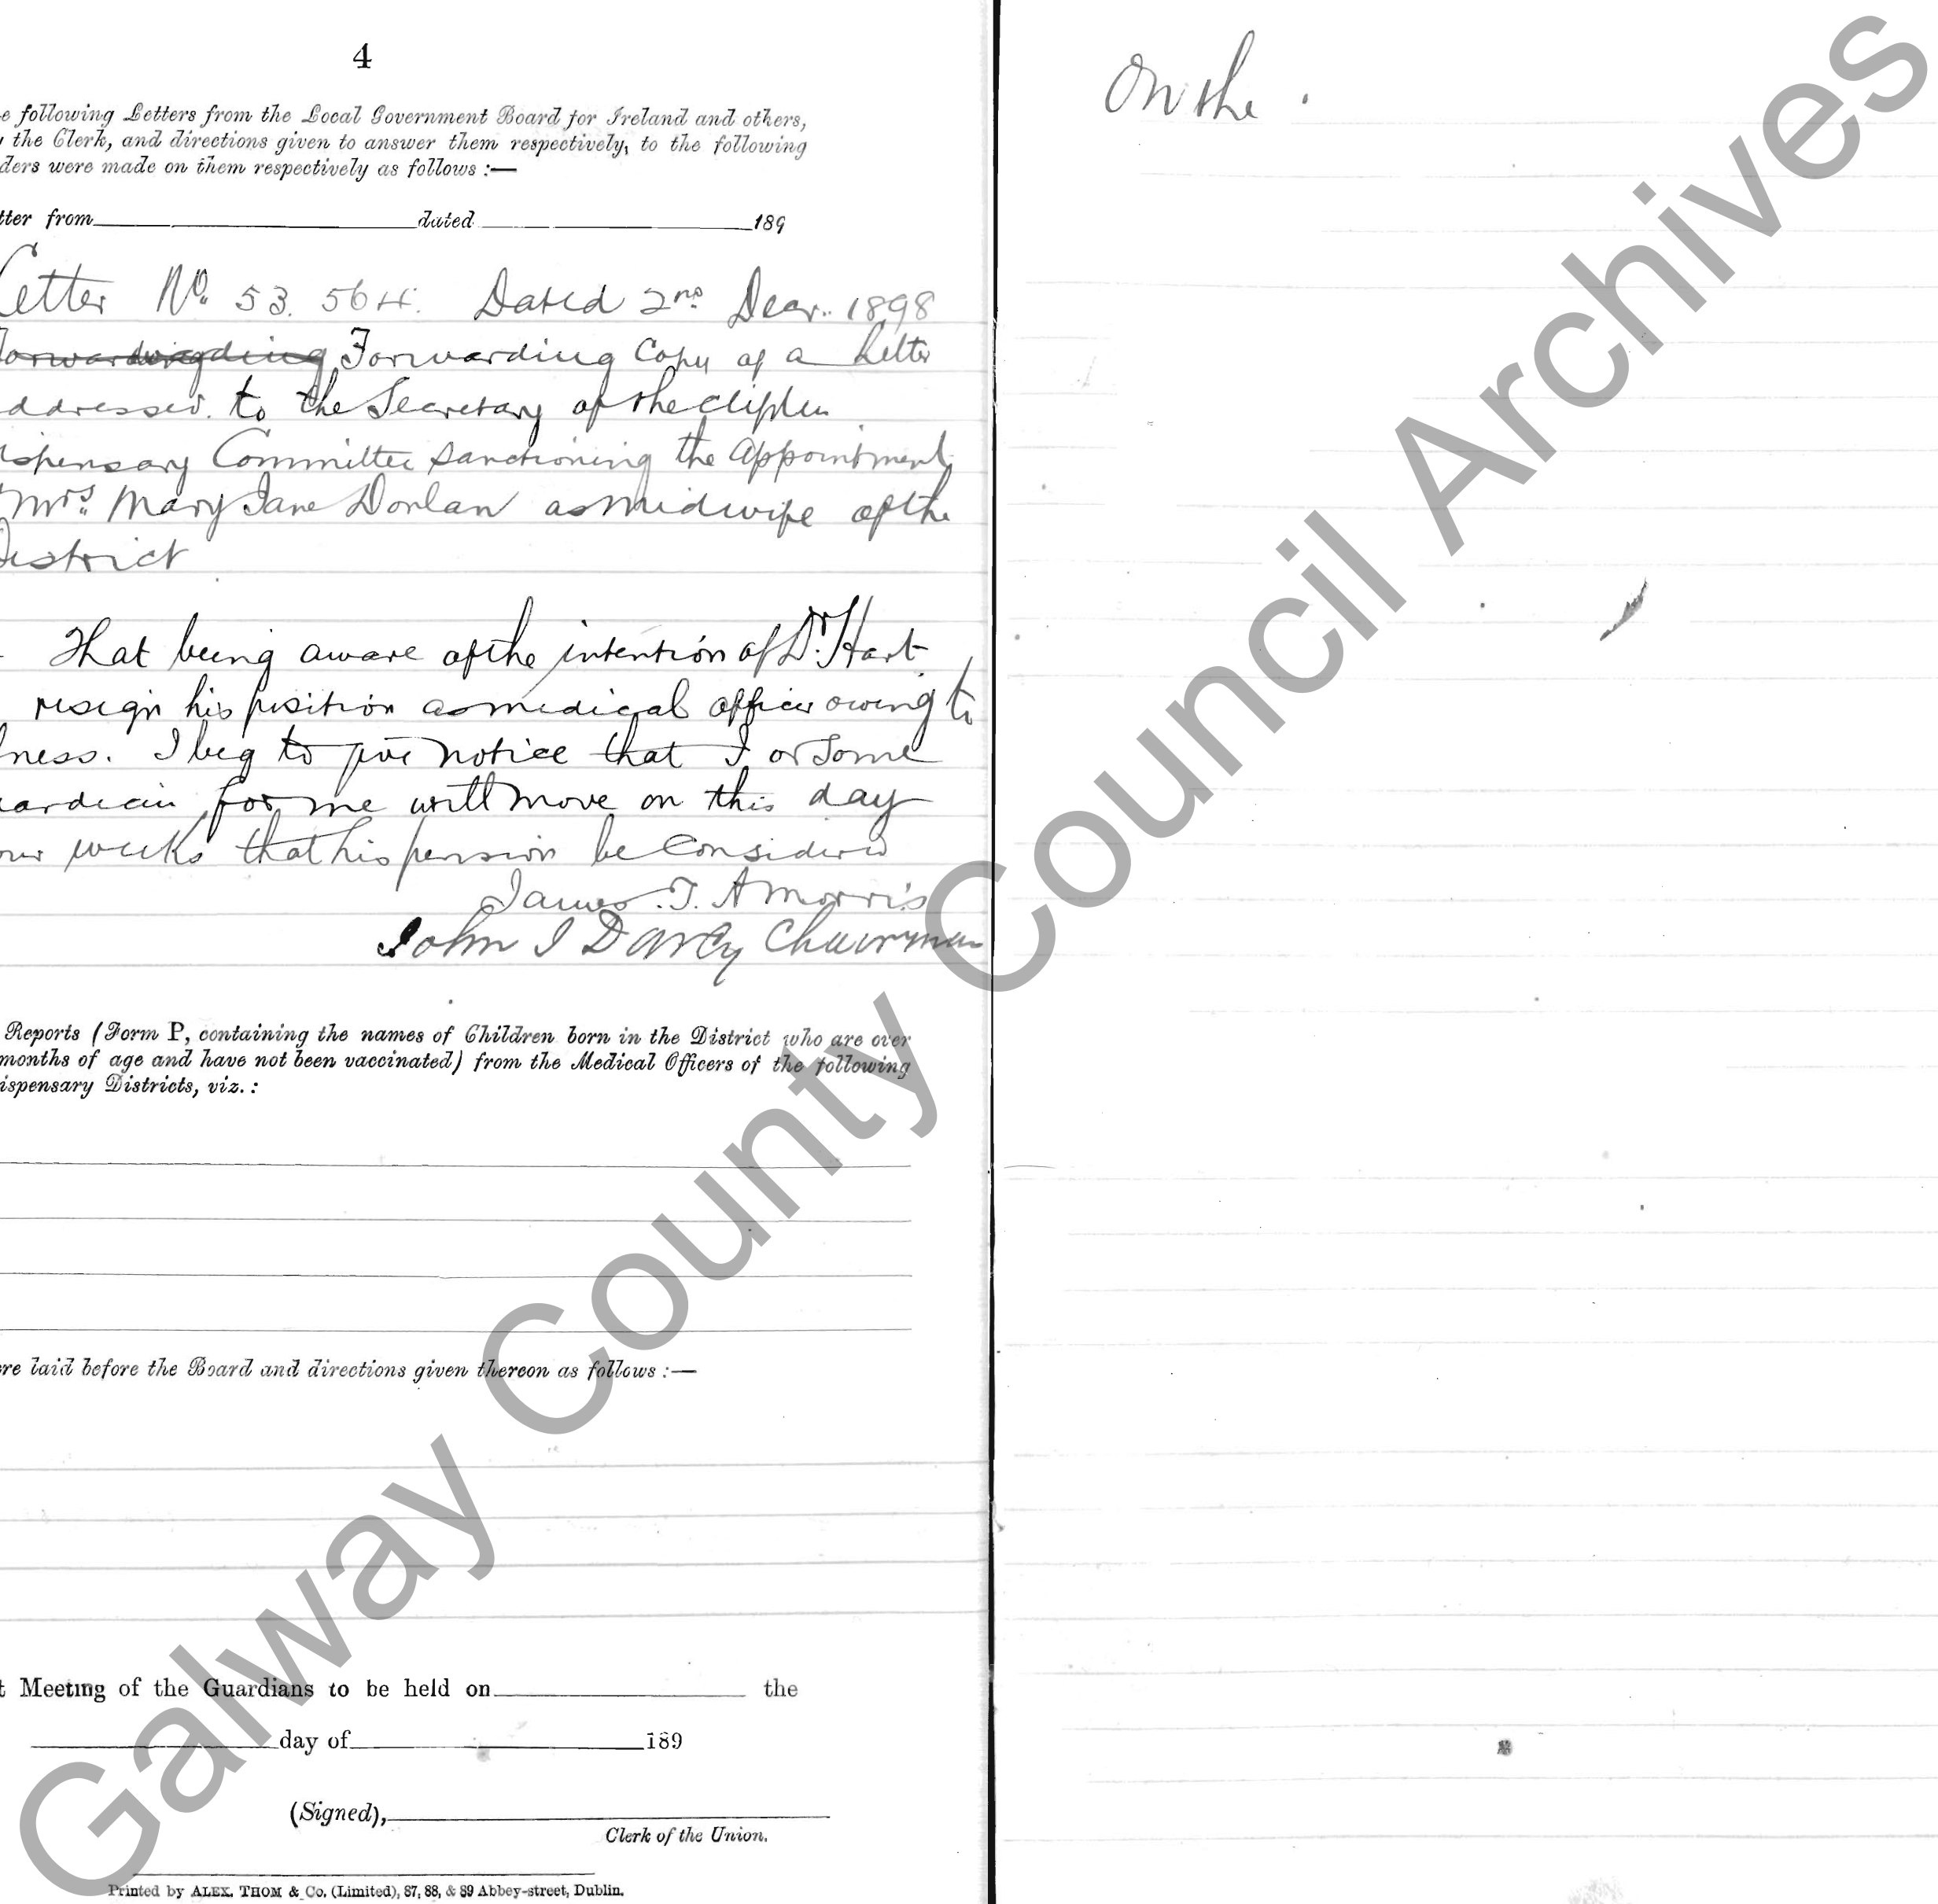 4
e following Letters from the Local Government Board for Ireland and others,
the Clerk, and directions given to answer them respectively, to the following
ders were made on them respectively as follows :—
tter from dated 189
Letter No. 53. 564. Dated 2nd Decr. 1898
Forwarding Copy of a Letter
ddressed. to the Secretary of the Clifden
ispensary Committee sanctioning the appointment
Mrs. Mary Jane Donlan as midwife of the
District
That being aware of the intention of Dr. Hart
resign his position as medical officer owing to
lness. I beg to give notice that I or some
uardian for me will move on this day
our weeks that his pension be considered
James. T. A Morris
John I Darcy Chairman
Reports (Form P, containing the names of Children born in the District who are over
months of age and have not been vaccinated) from the Medical Officers of the following
ispensary Districts, viz. :
re laid before the Board and directions given thereon as follows :—
t Meeting of the Guardians to be held on the
day of 189
(Signed),
Clerk of the Union.
Printed by ALEX. THOM & Co. (Limited), 87, 88, & 89 Abbey-street, Dublin.
On the .
Galway County Council Archives